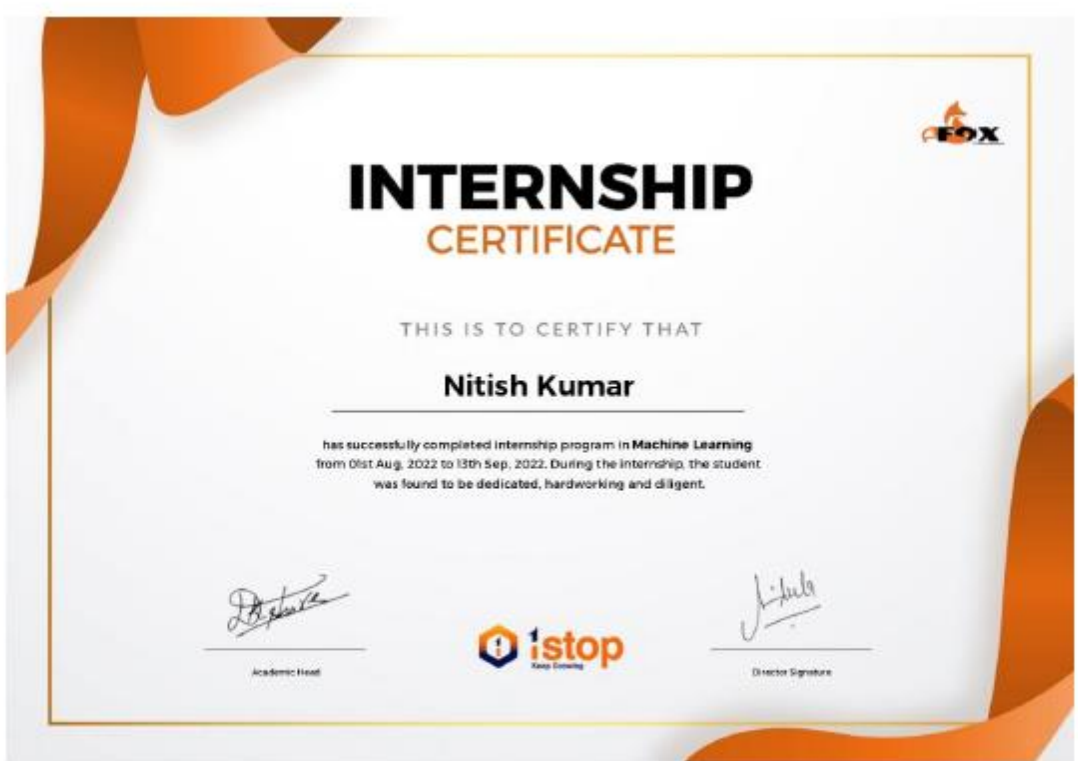 FOX
INTERNSHIP
CERTIFICATE
THIS IS TO CERTIFY THAT
Nitish Kumar
has successfully completed internship program in Machine Learning
from 01st Aug, 2022 to 13th Sep, 2022. During the internship, the student
was found to be dedicated, hardworking and diligent.
1stop
Keep Growing
Academic Head
Director Signature